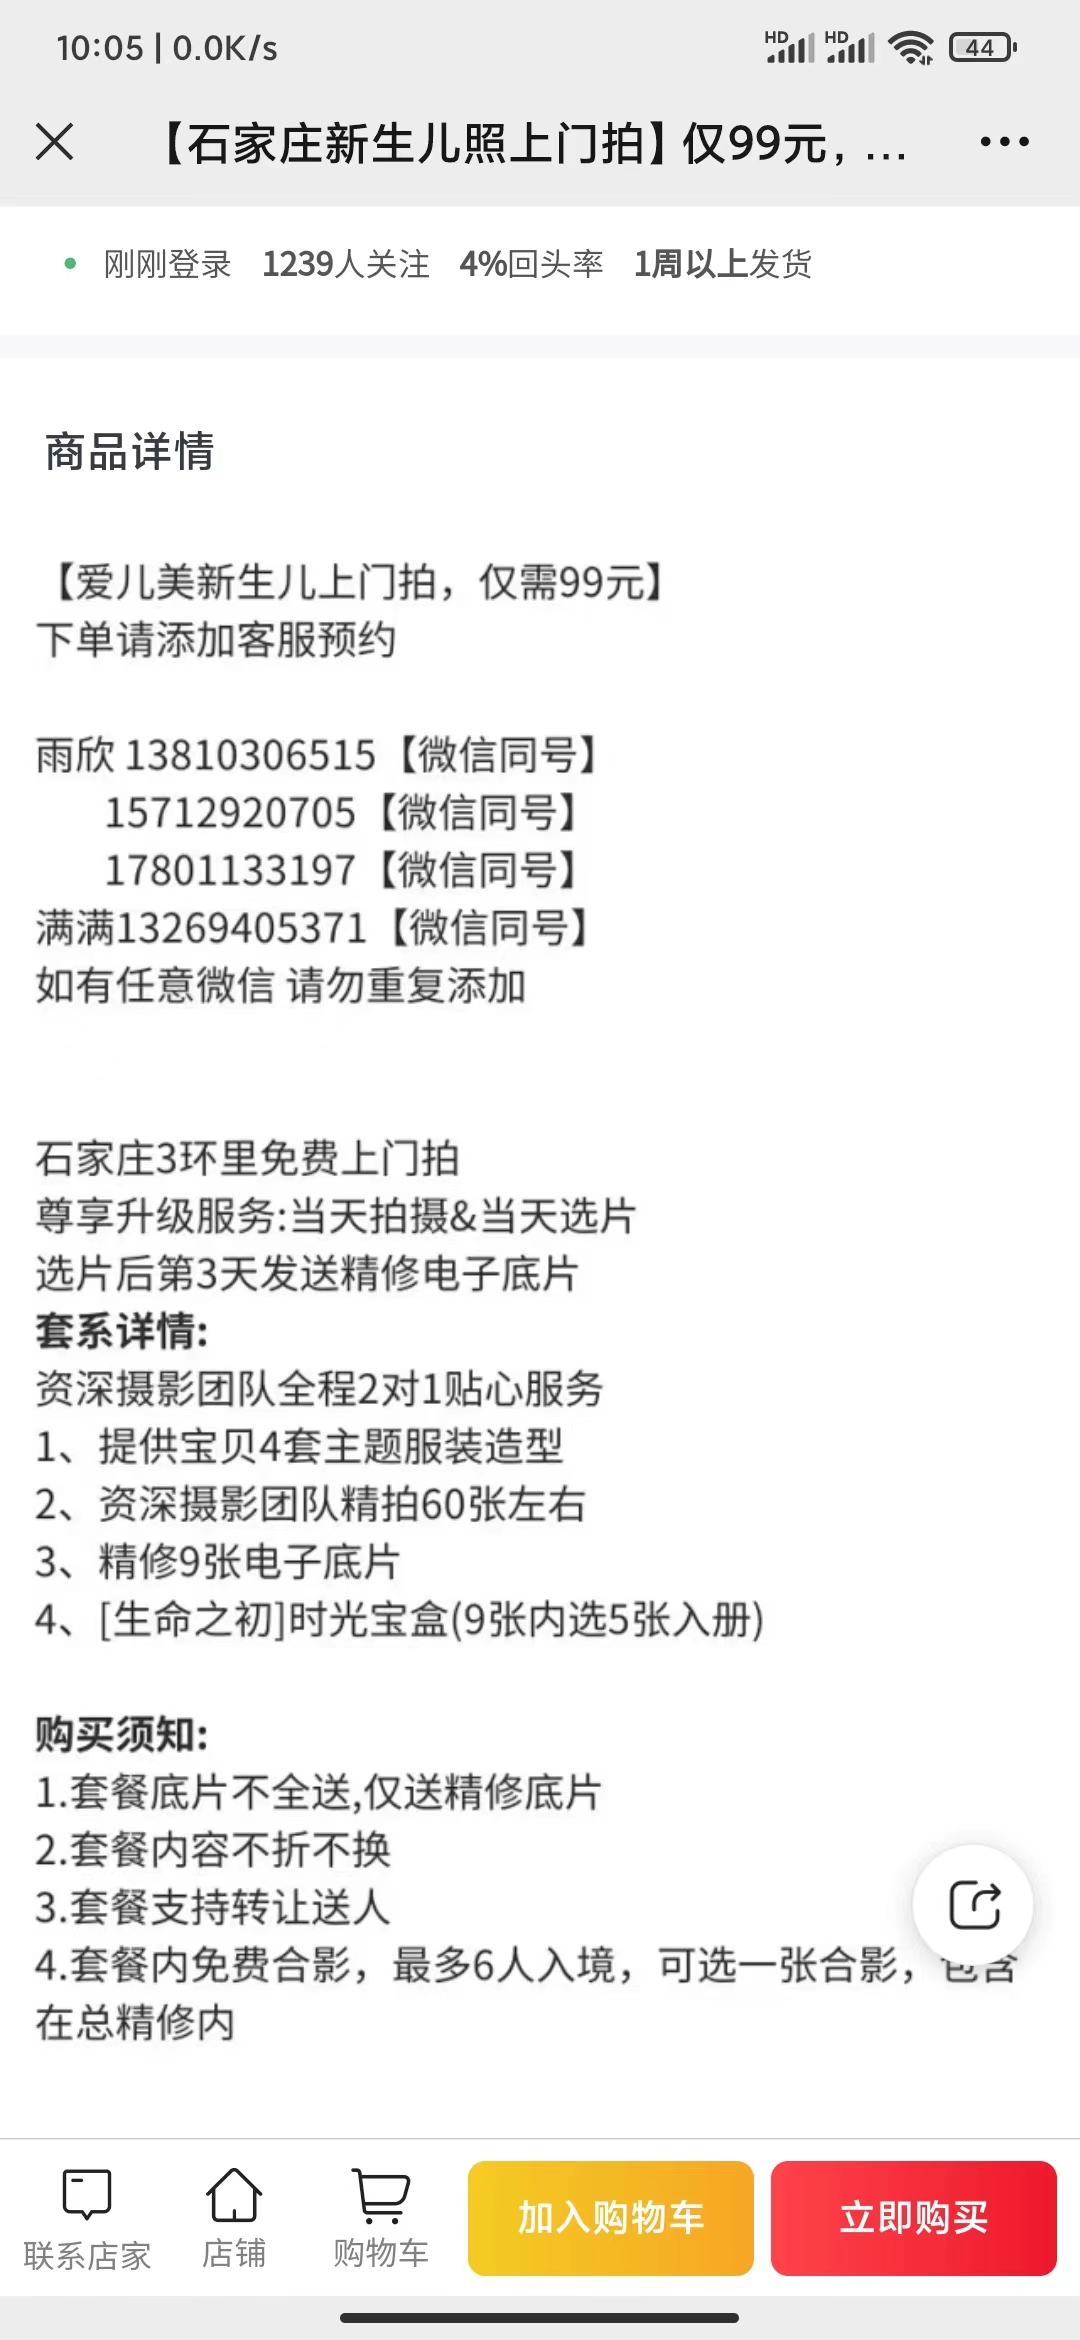 10:05 | 0.0K/s
HD HD 44
【石家庄新生儿照上门拍】仅99元，...
刚刚登录 1239人关注 4%回头率 1周以上发货
商品详情
【爱儿美新生儿上门拍，仅需99元】
下单请添加客服预约
雨欣 13810306515【微信同号】
15712920705【微信同号】
17801133197【微信同号】
满满13269405371【微信同号】
如有任意微信 请勿重复添加
石家庄3环里免费上门拍
尊享升级服务:当天拍摄&当天选片
选片后第3天发送精修电子底片
套系详情:
资深摄影团队全程2对1贴心服务
1、提供宝贝4套主题服装造型
2、资深摄影团队精拍60张左右
3、精修9张电子底片
4、[生命之初]时光宝盒(9张内选5张入册)
购买须知:
1.套餐底片不全送,仅送精修底片
2.套餐内容不折不换
3.套餐支持转让送人
4.套餐内免费合影，最多6人入境，可选一张合影，包含
在总精修内
联系店家 店铺 购物车 加入购物车 立即购买